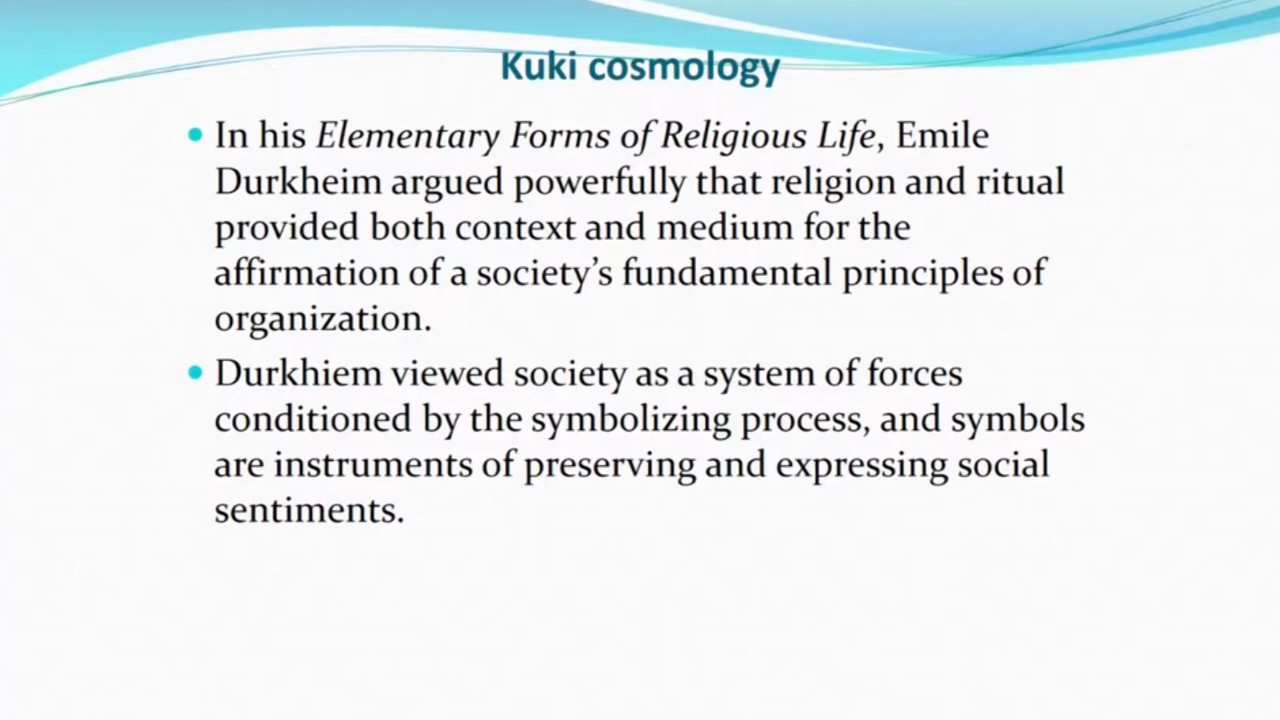 Kuki cosmology
• In his Elementary Forms of Religious Life, Emile
Durkheim argued powerfully that religion and ritual
provided both context and medium for the
affirmation of a society’s fundamental principles of
organization.
• Durkhiem viewed society as a system of forces
conditioned by the symbolizing process, and symbols
are instruments of preserving and expressing social
sentiments.